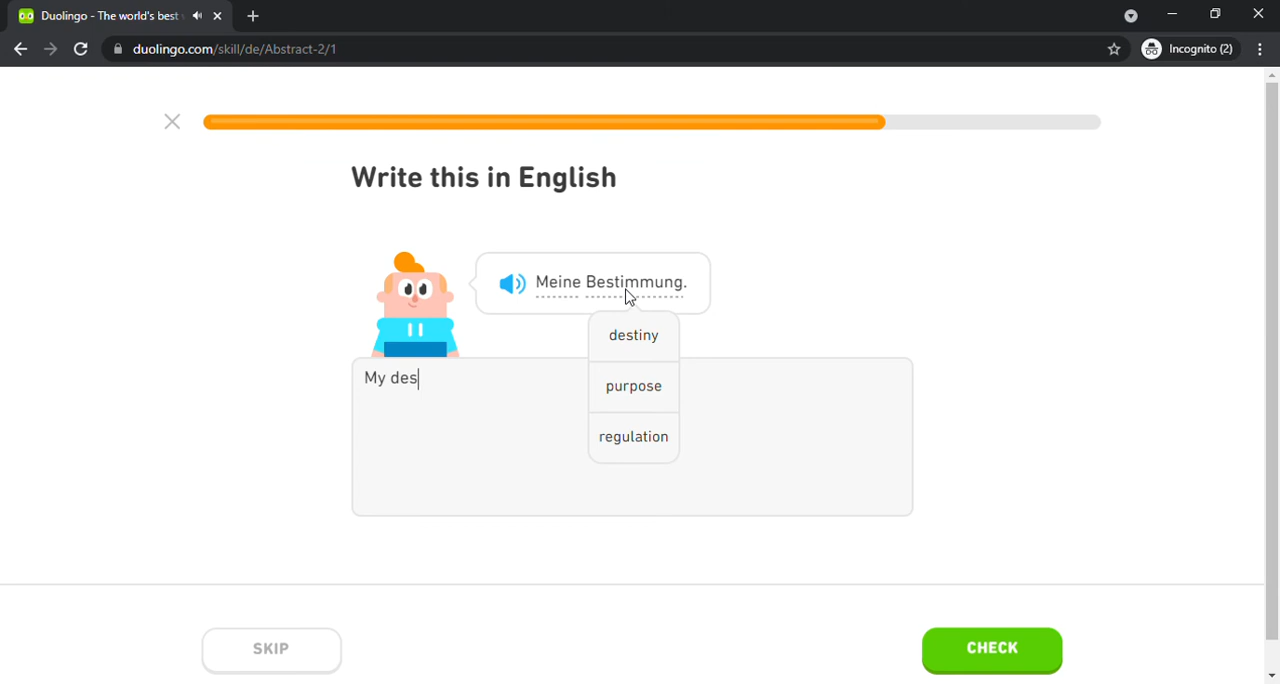 Duolingo - The world's best
duolingo.com/skill/de/Abstract-2/1
Incognito (2)
Write this in English
Meine Bestimmung.
destiny
My des
purpose
regulation
SKIP
CHECK